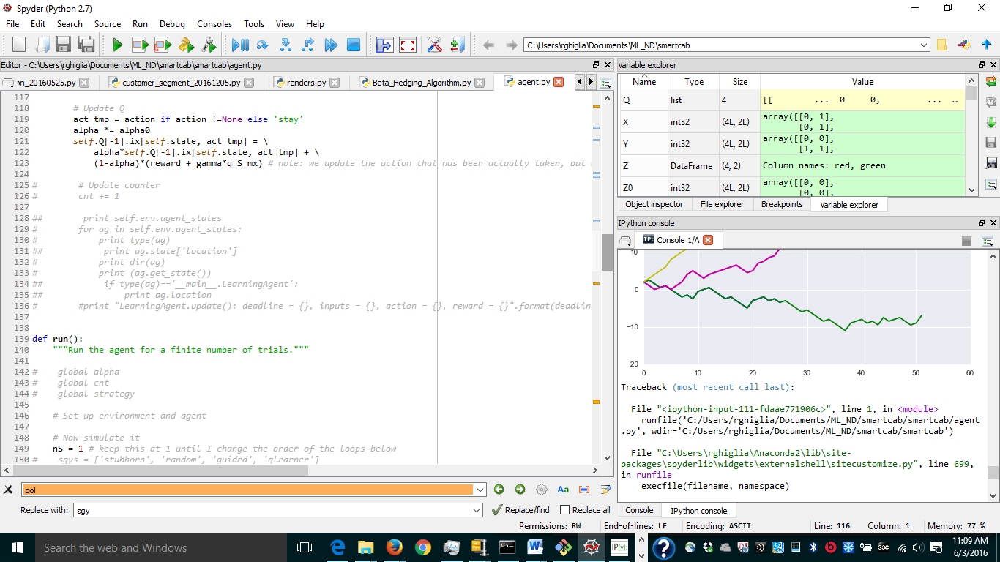 Spyder (Python 2.7)
File Edit Search Source Run Debug Consoles Tools View Help
C:\Users\rghiglia\Documents\ML_ND\smartcab
Editor - C:\Users\rghiglia\Documents\ML_ND\smartcab\smartcab\agent.py
on_20160525.py customer_segment_20161205.py renders.py Beta_Hedging_Algorithm.py agent.py
117
118 # Update Q
119 act_tmp = action if action !=None else 'stay'
120 alpha *= alpha0
121 self.Q[-1].ix[self.state, act_tmp] = \
122 alpha*self.Q[-1].ix[self.state, act_tmp] + \
123 (1-alpha)*(reward + gamma*q_S_mx) # note: we update the action that has been actually taken, but
124
125 # # Update counter
126 # cnt += 1
127
128 ## print self.env.agent_states
129 # for ag in self.env.agent_states:
130 # print type(ag)
131 ## print ag.state['location']
132 # print dir(ag)
133 # print (ag.get_state())
134 ## if type(ag)=='__main__.LearningAgent':
135 ## print ag.location
136 # #print "LearningAgent.update(): deadline = {}, inputs = {}, action = {}, reward = {}".format(deadlin
137
138
139 def run():
140 """Run the agent for a finite number of trials."""
141
142 # global alpha
143 # global cnt
144 # global strategy
145
146 # Set up environment and agent
147
148 # Now simulate it
149 nS = 1 # keep this at 1 until I change the order of the loops below
150 # sgys = ['stubborn', 'random', 'guided', 'qlearner']
pol
Aa
Replace with: sgy Replace/find Replace all
Variable explorer
Name Type Size Value
Q list 4 [[ ... 0 0, ... …
X int32 (4L, 2L) array([[0, 1],
[0, 1],
Y int32 (4L, 2L) array([[0, 0],
[1, 1],
Z DataFrame (4, 2) Column names: red, green
Z0 int32 (4L, 2L) array([[0, 0],
[0, 0],
Object inspector File explorer Breakpoints Variable explorer
IPython console
IP: Console 1/A
10
0
−10
−20
0 10 20 30 40 50 60
Traceback (most recent call last):
File "<ipython-input-111-fdaae771906c>", line 1, in <module>
runfile('C:/Users/rghiglia/Documents/ML_ND/smartcab/smartcab/agent
.py', wdir='C:/Users/rghiglia/Documents/ML_ND/smartcab/smartcab')
File "C:\Users\rghiglia\Anaconda2\lib\site-
packages\spyderlib\widgets\externalshell\sitecustomize.py", line 699,
in runfile
execfile(filename, namespace)
Console IPython console
Permissions: RW End-of-lines: LF Encoding: ASCII Line: 116 Column: 1 Memory: 77 %
Search the web and Windows
IP[y]:
sse
11:09 AM
6/3/2016